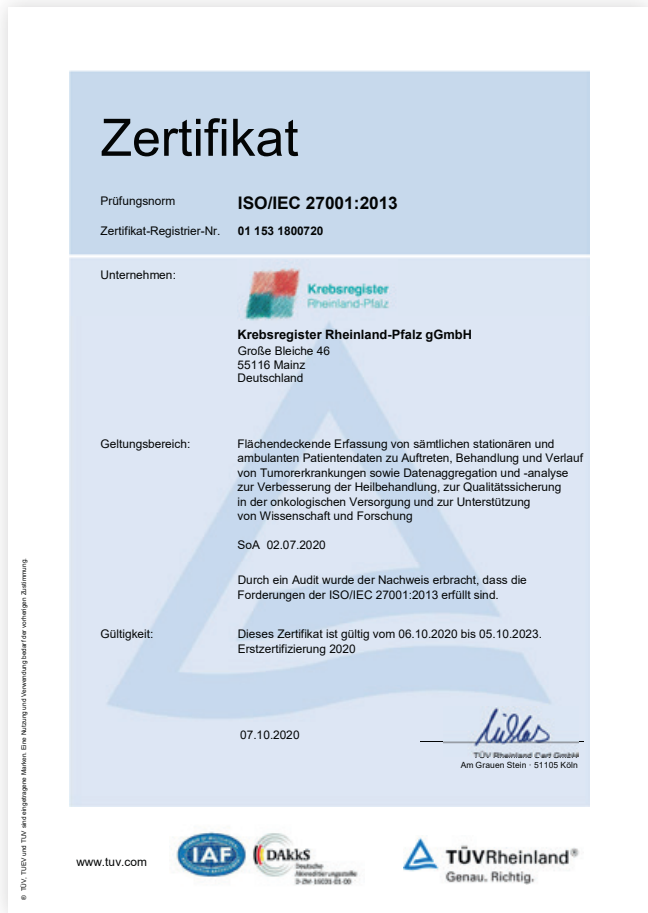 Zertifikat
Prüfungsnorm ISO/IEC 27001:2013
Zertifikat-Registrier-Nr. 01 153 1800720
Unternehmen:
Krebsregister
Rheinland-Pfalz
Krebsregister Rheinland-Pfalz gGmbH
Große Bleiche 46
55116 Mainz
Deutschland
Geltungsbereich: Flächendeckende Erfassung von sämtlichen stationären und
ambulanten Patientendaten zu Auftreten, Behandlung und Verlauf
von Tumorerkrankungen sowie Datenaggregation und -analyse
zur Verbesserung der Heilbehandlung, zur Qualitätssicherung
in der onkologischen Versorgung und zur Unterstützung
von Wissenschaft und Forschung
SoA 02.07.2020
Durch ein Audit wurde der Nachweis erbracht, dass die
Forderungen der ISO/IEC 27001:2013 erfüllt sind.
Gültigkeit: Dieses Zertifikat ist gültig vom 06.10.2020 bis 05.10.2023.
Erstzertifizierung 2020
07.10.2020
TÜV Rheinland Cert GmbH
Am Grauen Stein · 51105 Köln
® TÜV, TUEV und TUV sind eingetragene Marken. Eine Nutzung und Verwendung bedarf der vorherigen Zustimmung.
www.tuv.com
IAF
DAkkS
Deutsche
Akkreditierungsstelle
TÜVRheinland®
Genau. Richtig.